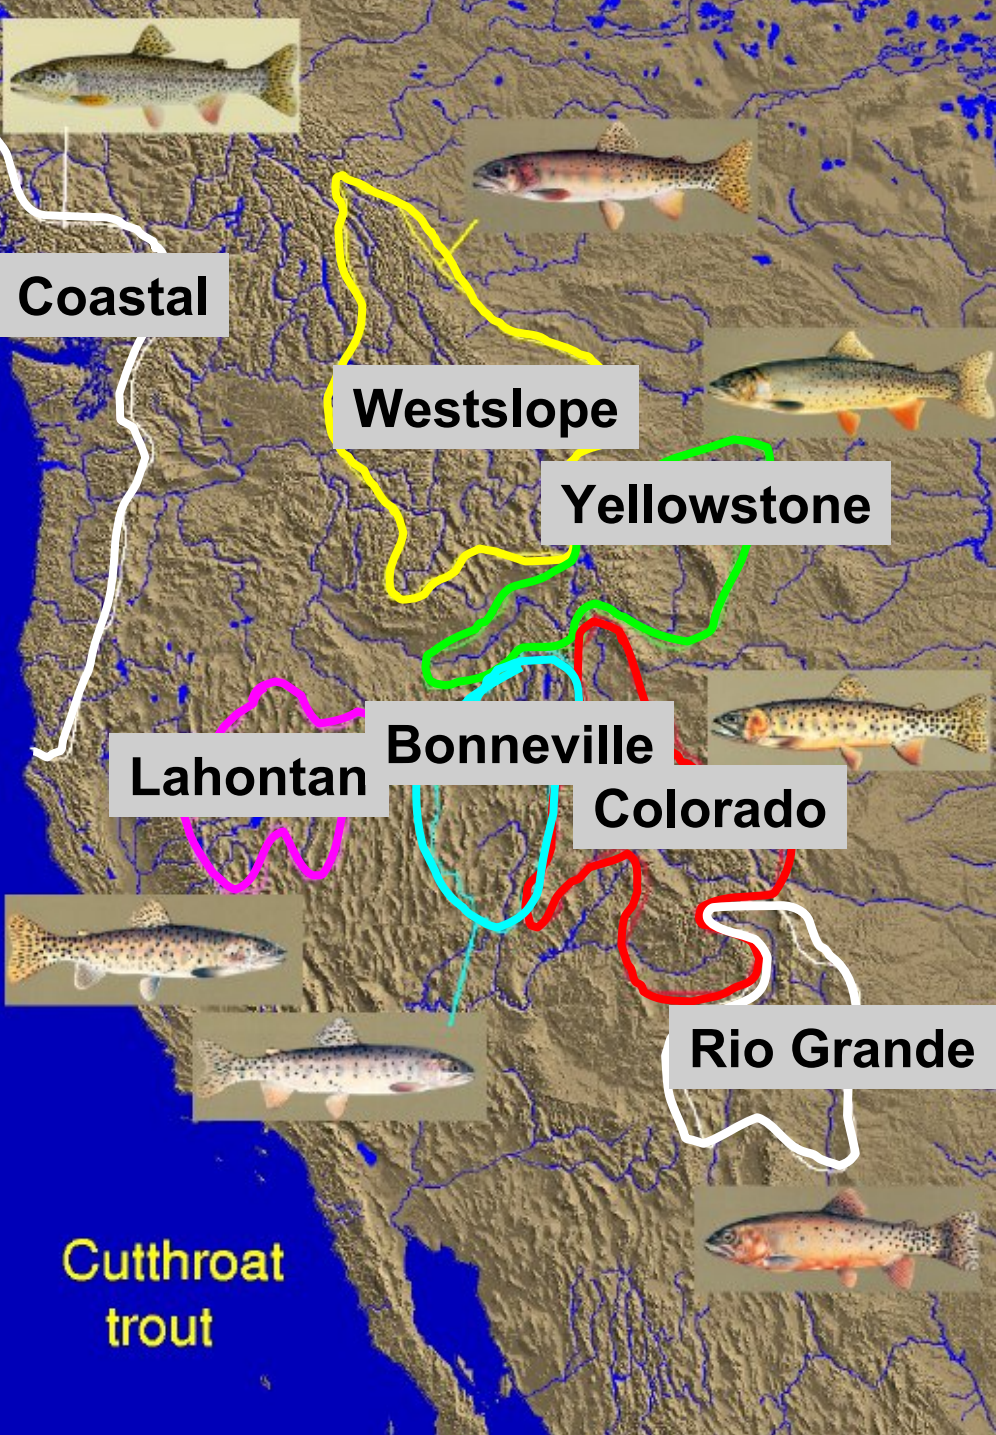 Coastal
Westslope
Yellowstone
Bonneville
Lahontan
Colorado
Rio Grande
Cutthroat
trout